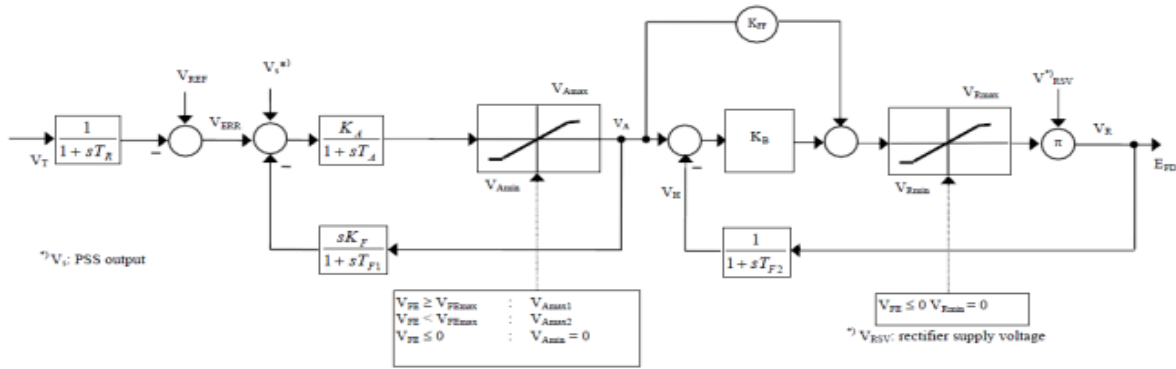 K_FF
V_REF
V_s*)
V_Amax
V_Rmax
V*)_RSV
1
1 + sT_R
V_T
–
V_ERR
–
K_A
1 + sT_A
V_A
–
K_B
π
V_R
E_FD
V_Amin
V_H
V_Rmin
*) V_s: PSS output
sK_F
1 + sT_F1
1
1 + sT_F2
V_FE ≥ V_FEmax : V_Amax1
V_FE < V_FEmax : V_Amax2
V_FE ≤ 0 : V_Amin = 0
V_FE ≤ 0 V_Rmin = 0
*) V_RSV: rectifier supply voltage